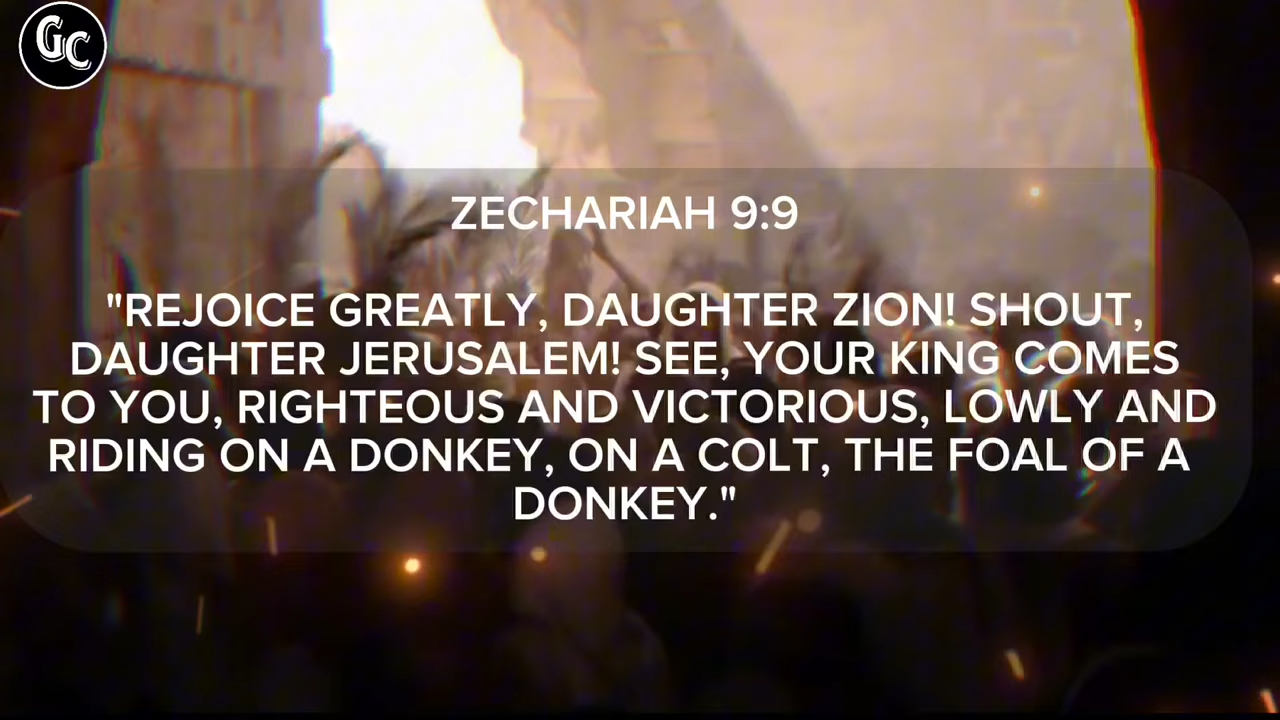 GC
ZECHARIAH 9:9
"REJOICE GREATLY, DAUGHTER ZION! SHOUT,
DAUGHTER JERUSALEM! SEE, YOUR KING COMES
TO YOU, RIGHTEOUS AND VICTORIOUS, LOWLY AND
RIDING ON A DONKEY, ON A COLT, THE FOAL OF A
DONKEY."